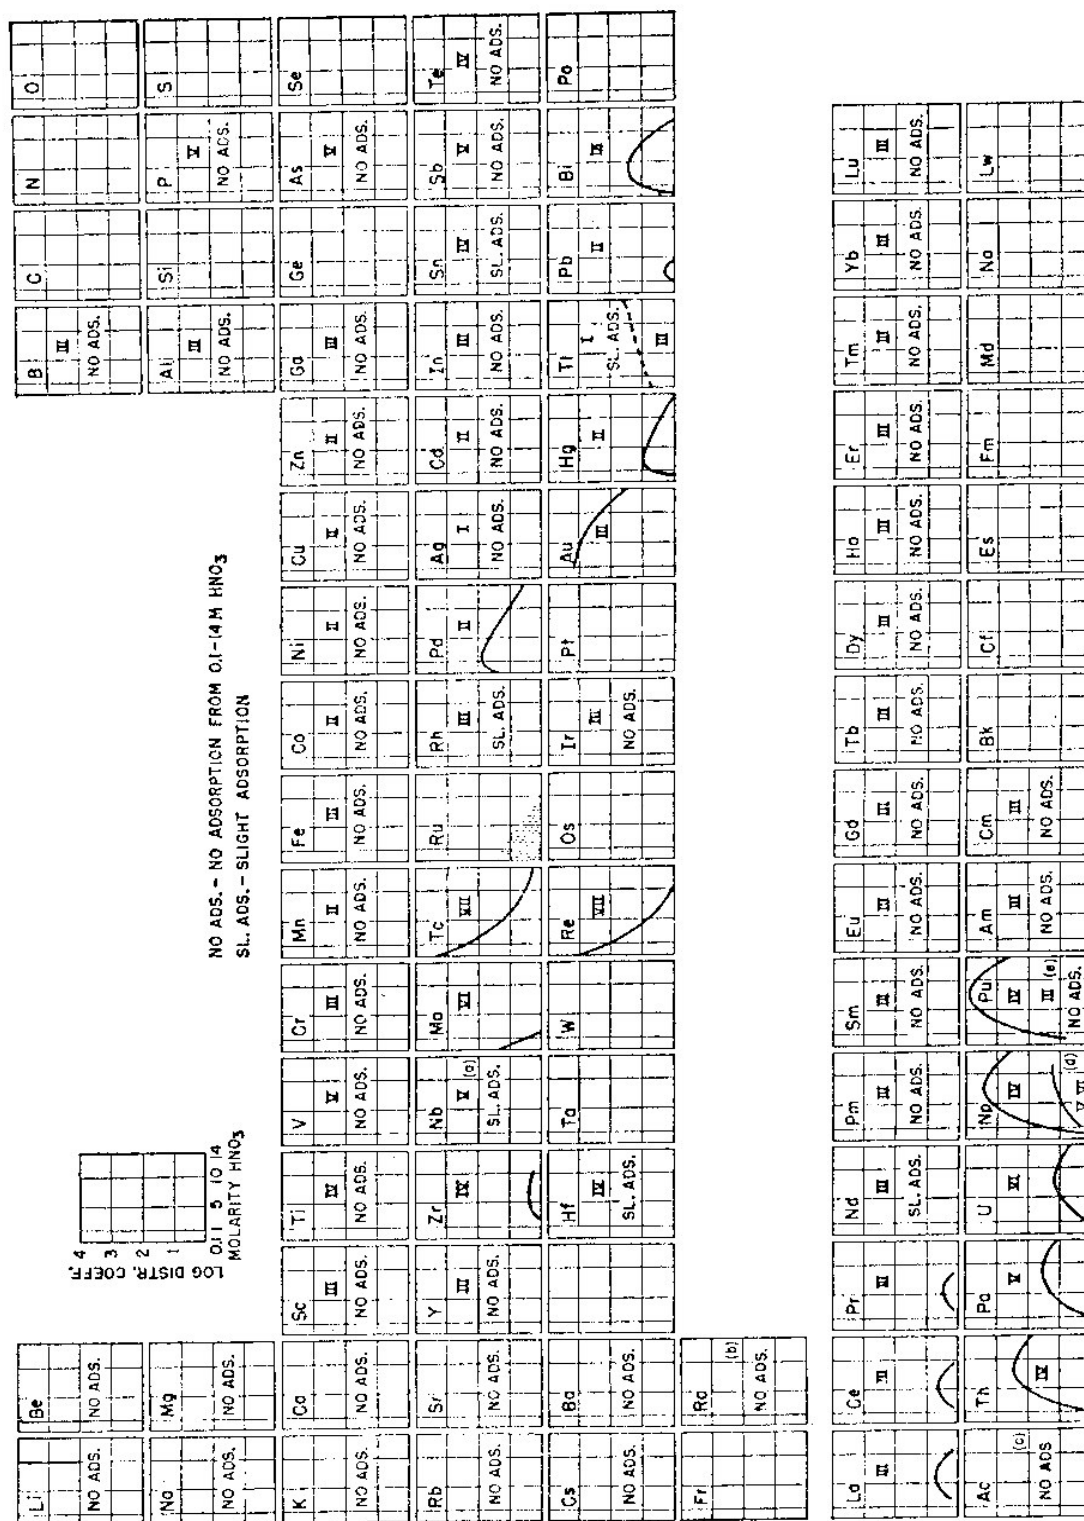 4
3
2
1
LOG DISTR. COEFF.
0.1 5 10 14
MOLARITY HNO3
NO ADS. - NO ADSORPTION FROM 0.1-14 M HNO3
SL. ADS. - SLIGHT ADSORPTION
Li
NO ADS.
Be
NO ADS.
B
III
NO ADS.
C
N
O
Na
NO ADS.
Mg
NO ADS.
Al
III
NO ADS.
Si
P
V
NO ADS.
S
K
NO ADS.
Ca
NO ADS.
Sc
III
NO ADS.
Ti
IV
NO ADS.
V
V
NO ADS.
Cr
III
NO ADS.
Mn
II
NO ADS.
Fe
III
NO ADS.
Co
II
NO ADS.
Ni
II
NO ADS.
Cu
II
NO ADS.
Zn
II
NO ADS.
Ga
III
NO ADS.
Ge
As
V
NO ADS.
Se
Rb
NO ADS.
Sr
NO ADS.
Y
III
NO ADS.
Zr
IV
Nb
V (a)
SL. ADS.
Mo
VI
Tc
VII
Ru
Rh
III
SL. ADS.
Pd
II
Ag
I
NO ADS.
Cd
II
NO ADS.
In
III
NO ADS.
Sn
IV
SL. ADS.
Sb
V
NO ADS.
Te
IV
NO ADS.
Cs
NO ADS.
Ba
NO ADS.
Hf
IV
SL. ADS.
Ta
W
Re
VII
Os
Ir
III
NO ADS.
Pt
Au
III
Hg
II
Tl
I
SL. ADS.
III
Pb
II
Bi
III
Po
Fr
Ra
(b)
NO ADS.
La
III
Ce
III
Pr
III
Nd
III
SL. ADS.
Pm
III
NO ADS.
Sm
III
NO ADS.
Eu
III
NO ADS.
Gd
III
NO ADS.
Tb
III
NO ADS.
Dy
III
NO ADS.
Ho
III
NO ADS.
Er
III
NO ADS.
Tm
III
NO ADS.
Yb
III
NO ADS.
Lu
III
NO ADS.
Ac
(c)
NO ADS
Th
IV
Pa
V
U
VI
Np
IV
(d)
Pu
IV
III (e)
NO ADS.
Am
III
NO ADS.
Cm
III
NO ADS.
Bk
Cf
Es
Fm
Md
No
Lw